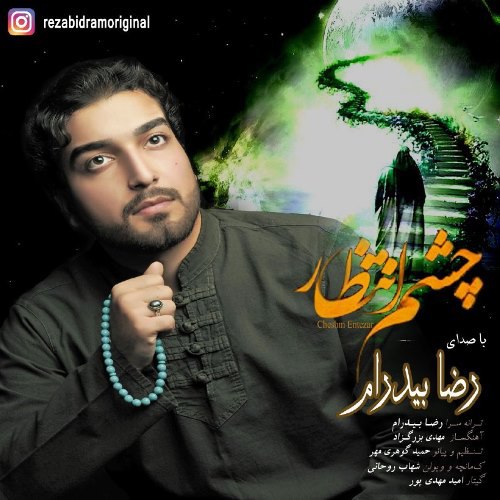 rezabidramoriginal
چشم انتظار
Cheshm Entezar
با صدای
رضا بیدرام
ترانه سرا رضا بیدرام
آهنگساز مهدی بزرگزاد
تنظیم و پیانو حمید گوهری مهر
کمانچه و ویولن شهاب روحانی
گیتار امید مهدی پور